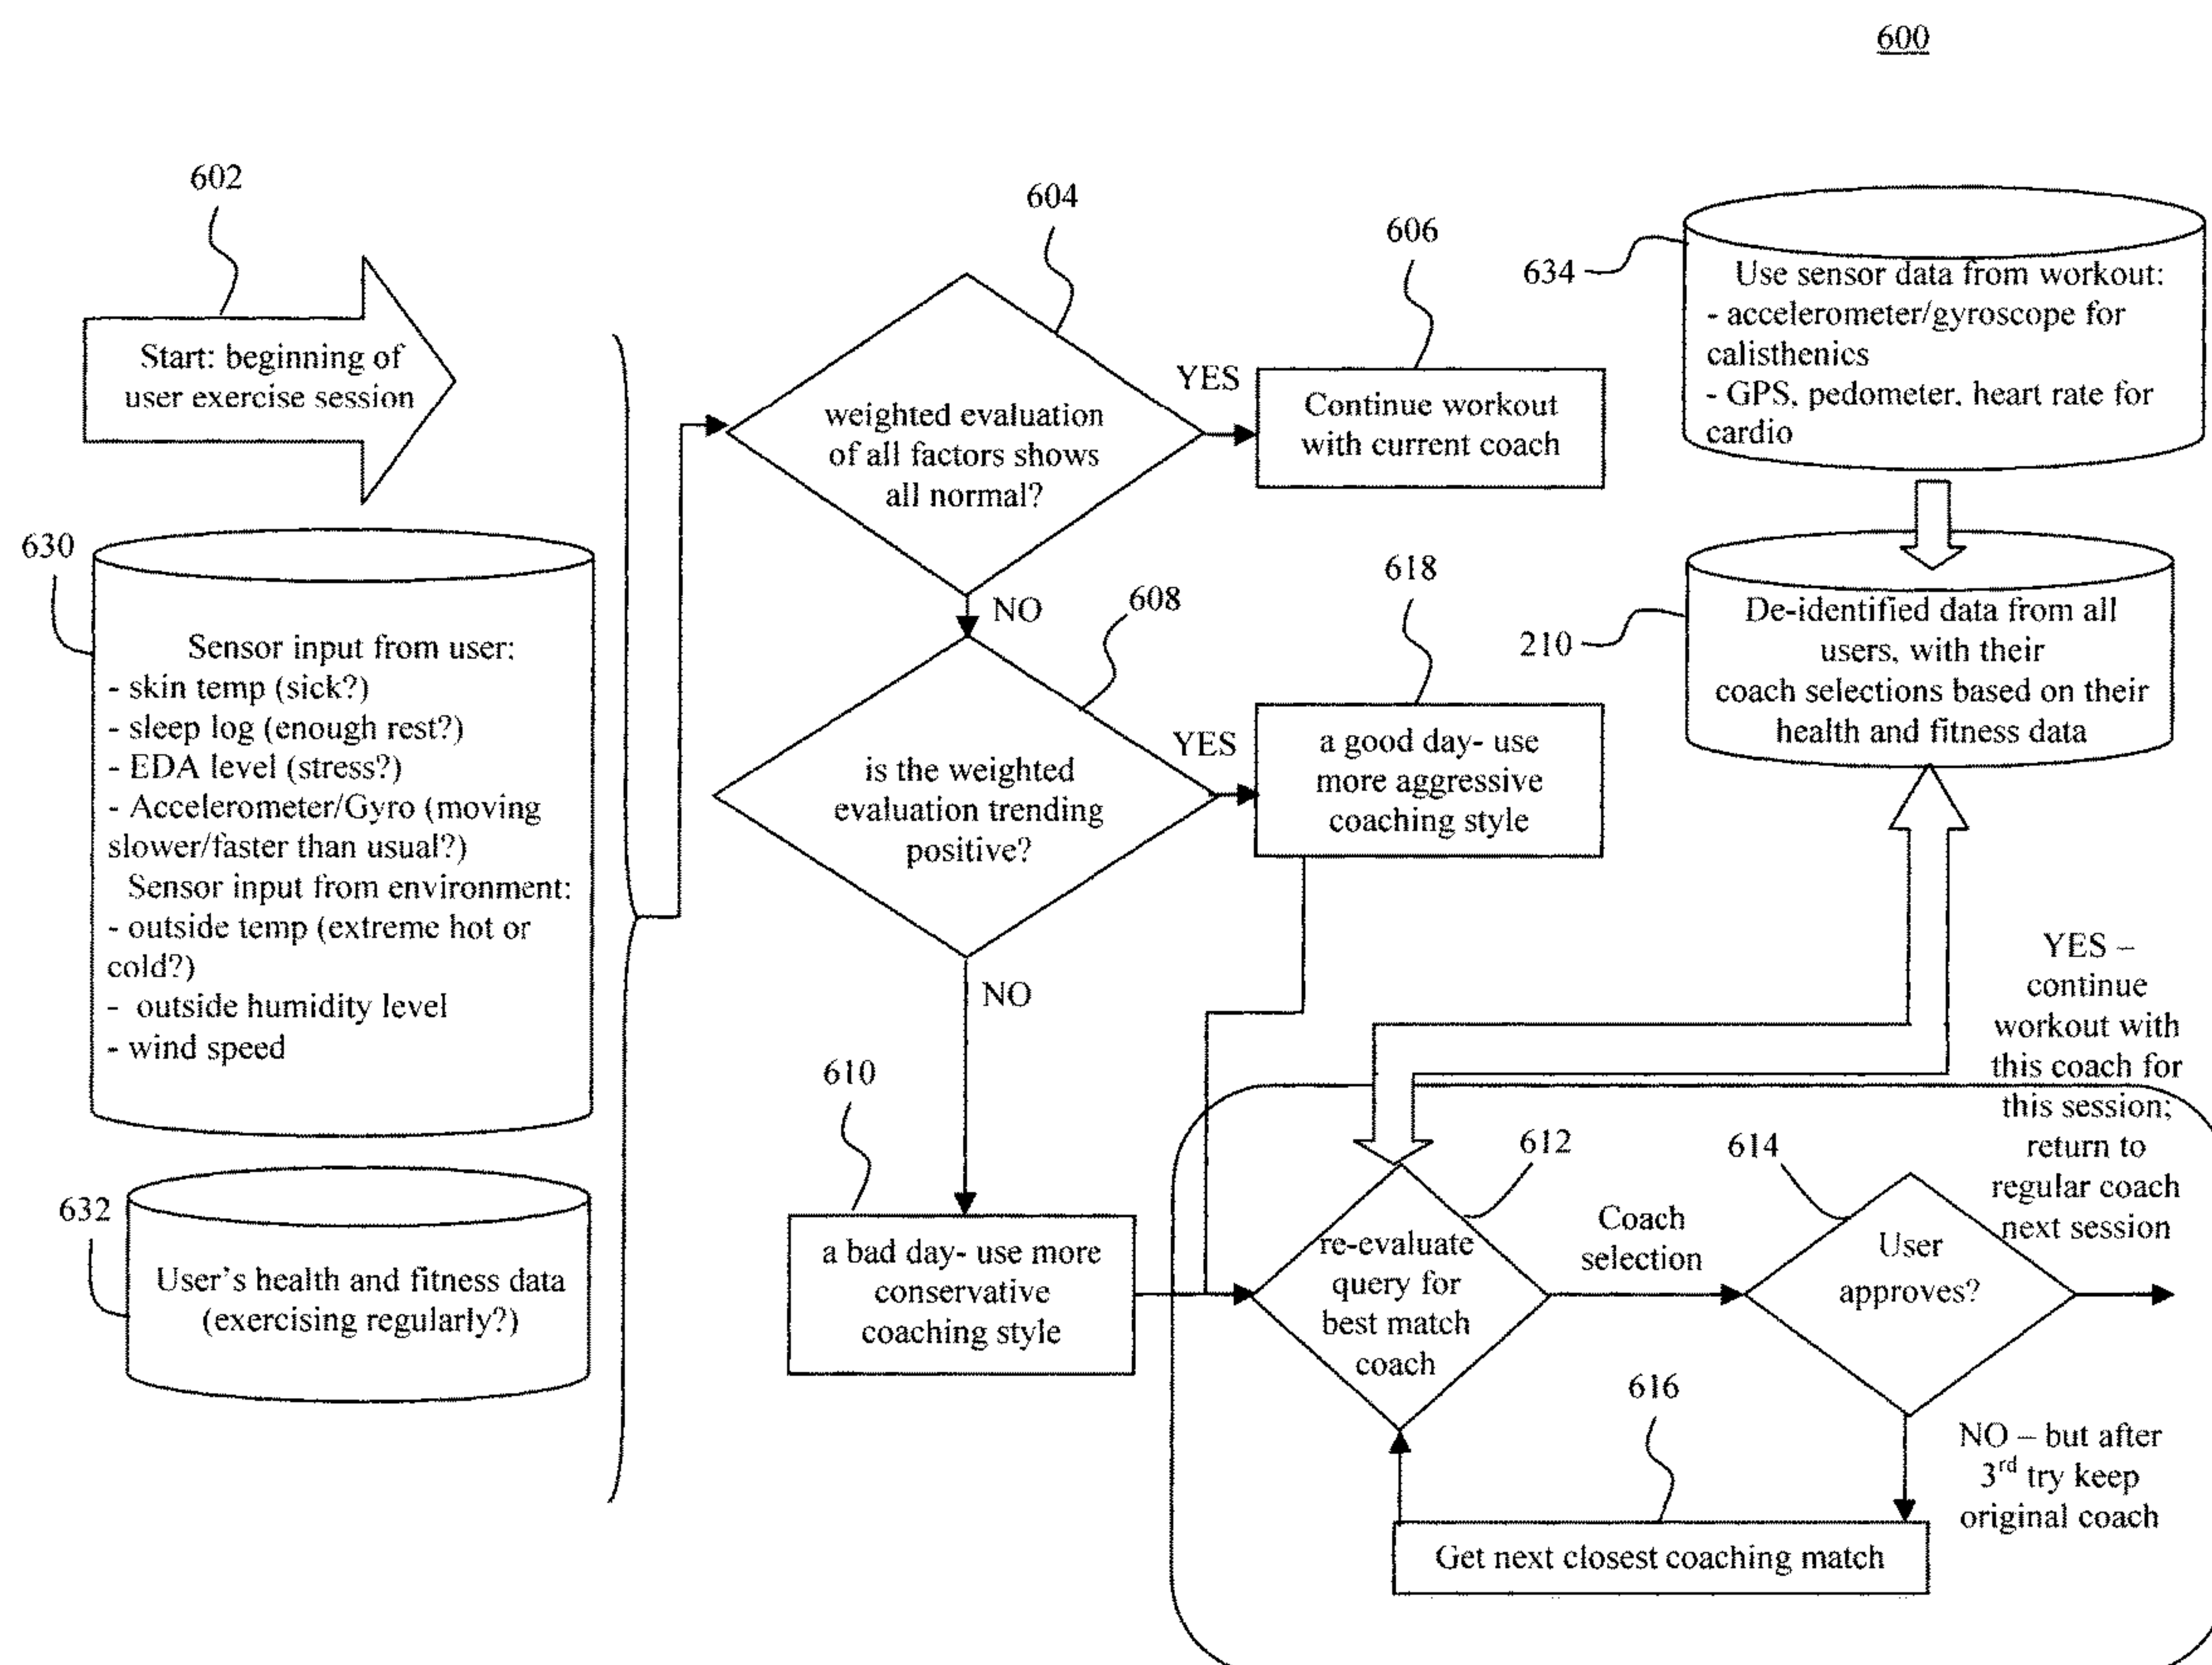 600
602
Start: beginning of
user exercise session
630
Sensor input from user:
- skin temp (sick?)
- sleep log (enough rest?)
- EDA level (stress?)
- Accelerometer/Gyro (moving
slower/faster than usual?)
Sensor input from environment:
- outside temp (extreme hot or
cold?)
- outside humidity level
- wind speed
632
User's health and fitness data
(exercising regularly?)
604
weighted evaluation
of all factors shows
all normal?
YES
606
Continue workout
with current coach
NO
608
is the weighted
evaluation trending
positive?
YES
618
a good day- use
more aggressive
coaching style
NO
610
a bad day- use more
conservative
coaching style
634
Use sensor data from workout:
- accelerometer/gyroscope for
calisthenics
- GPS, pedometer, heart rate for
cardio
210
De-identified data from all
users, with their
coach selections based on their
health and fitness data
612
re-evaluate
query for
best match
coach
Coach
selection
614
User
approves?
YES –
continue
workout with
this coach for
this session;
return to
regular coach
next session
NO – but after
3rd try keep
original coach
616
Get next closest coaching match